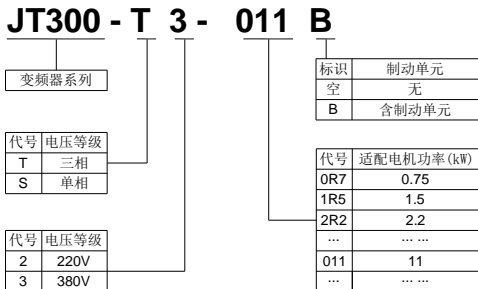 JT300 - T 3 - 011 B
变频器系列
标识 制动单元
空 无
B 含制动单元
代号 电压等级
T 三相
S 单相
代号 适配电机功率(kW)
0R7 0.75
1R5 1.5
2R2 2.2
... ... ...
011 11
... ... ...
代号 电压等级
2 220V
3 380V